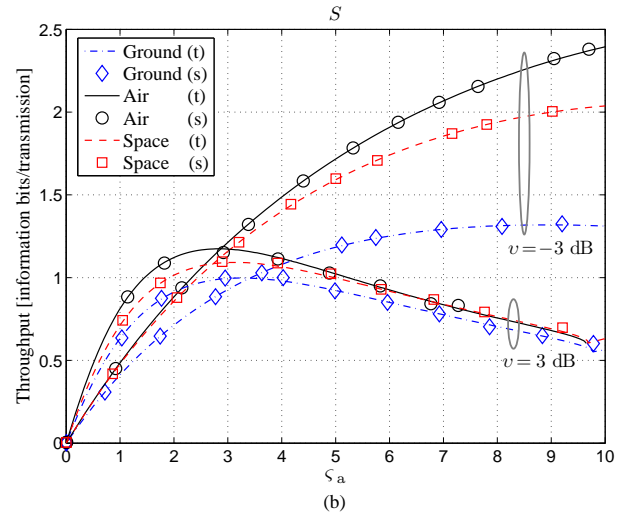 S
Throughput [information bits/transmission]
2.5
2
1.5
1
0.5
0
Ground (t)
Ground (s)
Air (t)
Air (s)
Space (t)
Space (s)
υ=−3 dB
υ=3 dB
0 1 2 3 4 5 6 7 8 9 10
ς a
(b)